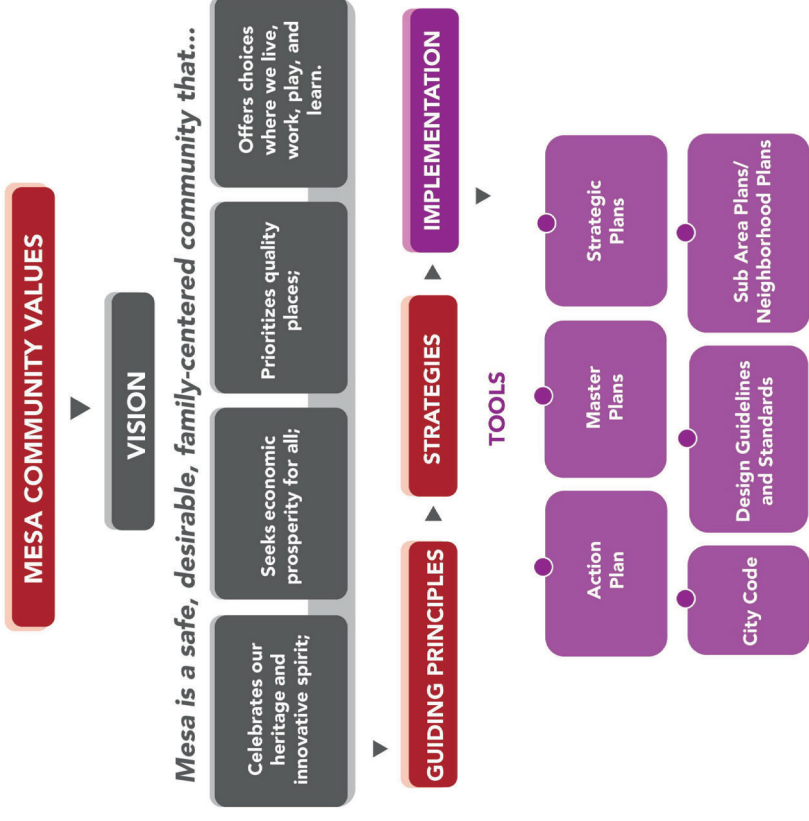 MESA COMMUNITY VALUES
VISION
Mesa is a safe, desirable, family-centered community that...
Celebrates our
heritage and
innovative spirit;
Seeks economic
prosperity for all;
Prioritizes quality
places;
Offers choices
where we live,
work, play, and
learn.
GUIDING PRINCIPLES
STRATEGIES
IMPLEMENTATION
TOOLS
Action
Plan
Master
Plans
Strategic
Plans
City Code
Design Guidelines
and Standards
Sub Area Plans/
Neighborhood Plans